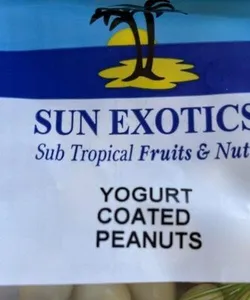 SUN EXOTICS
Sub Tropical Fruits & Nut
YOGURT
COATED
PEANUTS